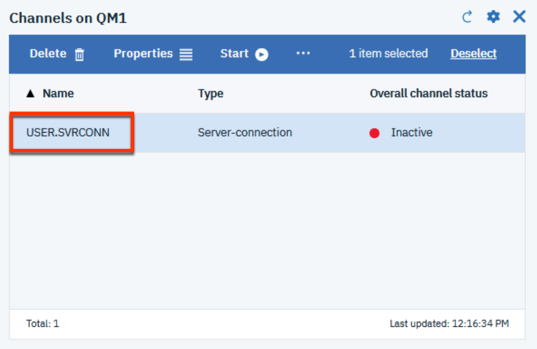 Channels on QM1
Delete Properties Start ... 1 item selected Deselect
▲ Name Type Overall channel status
USER.SVRCONN Server-connection Inactive
Total: 1 Last updated: 12:16:34 PM